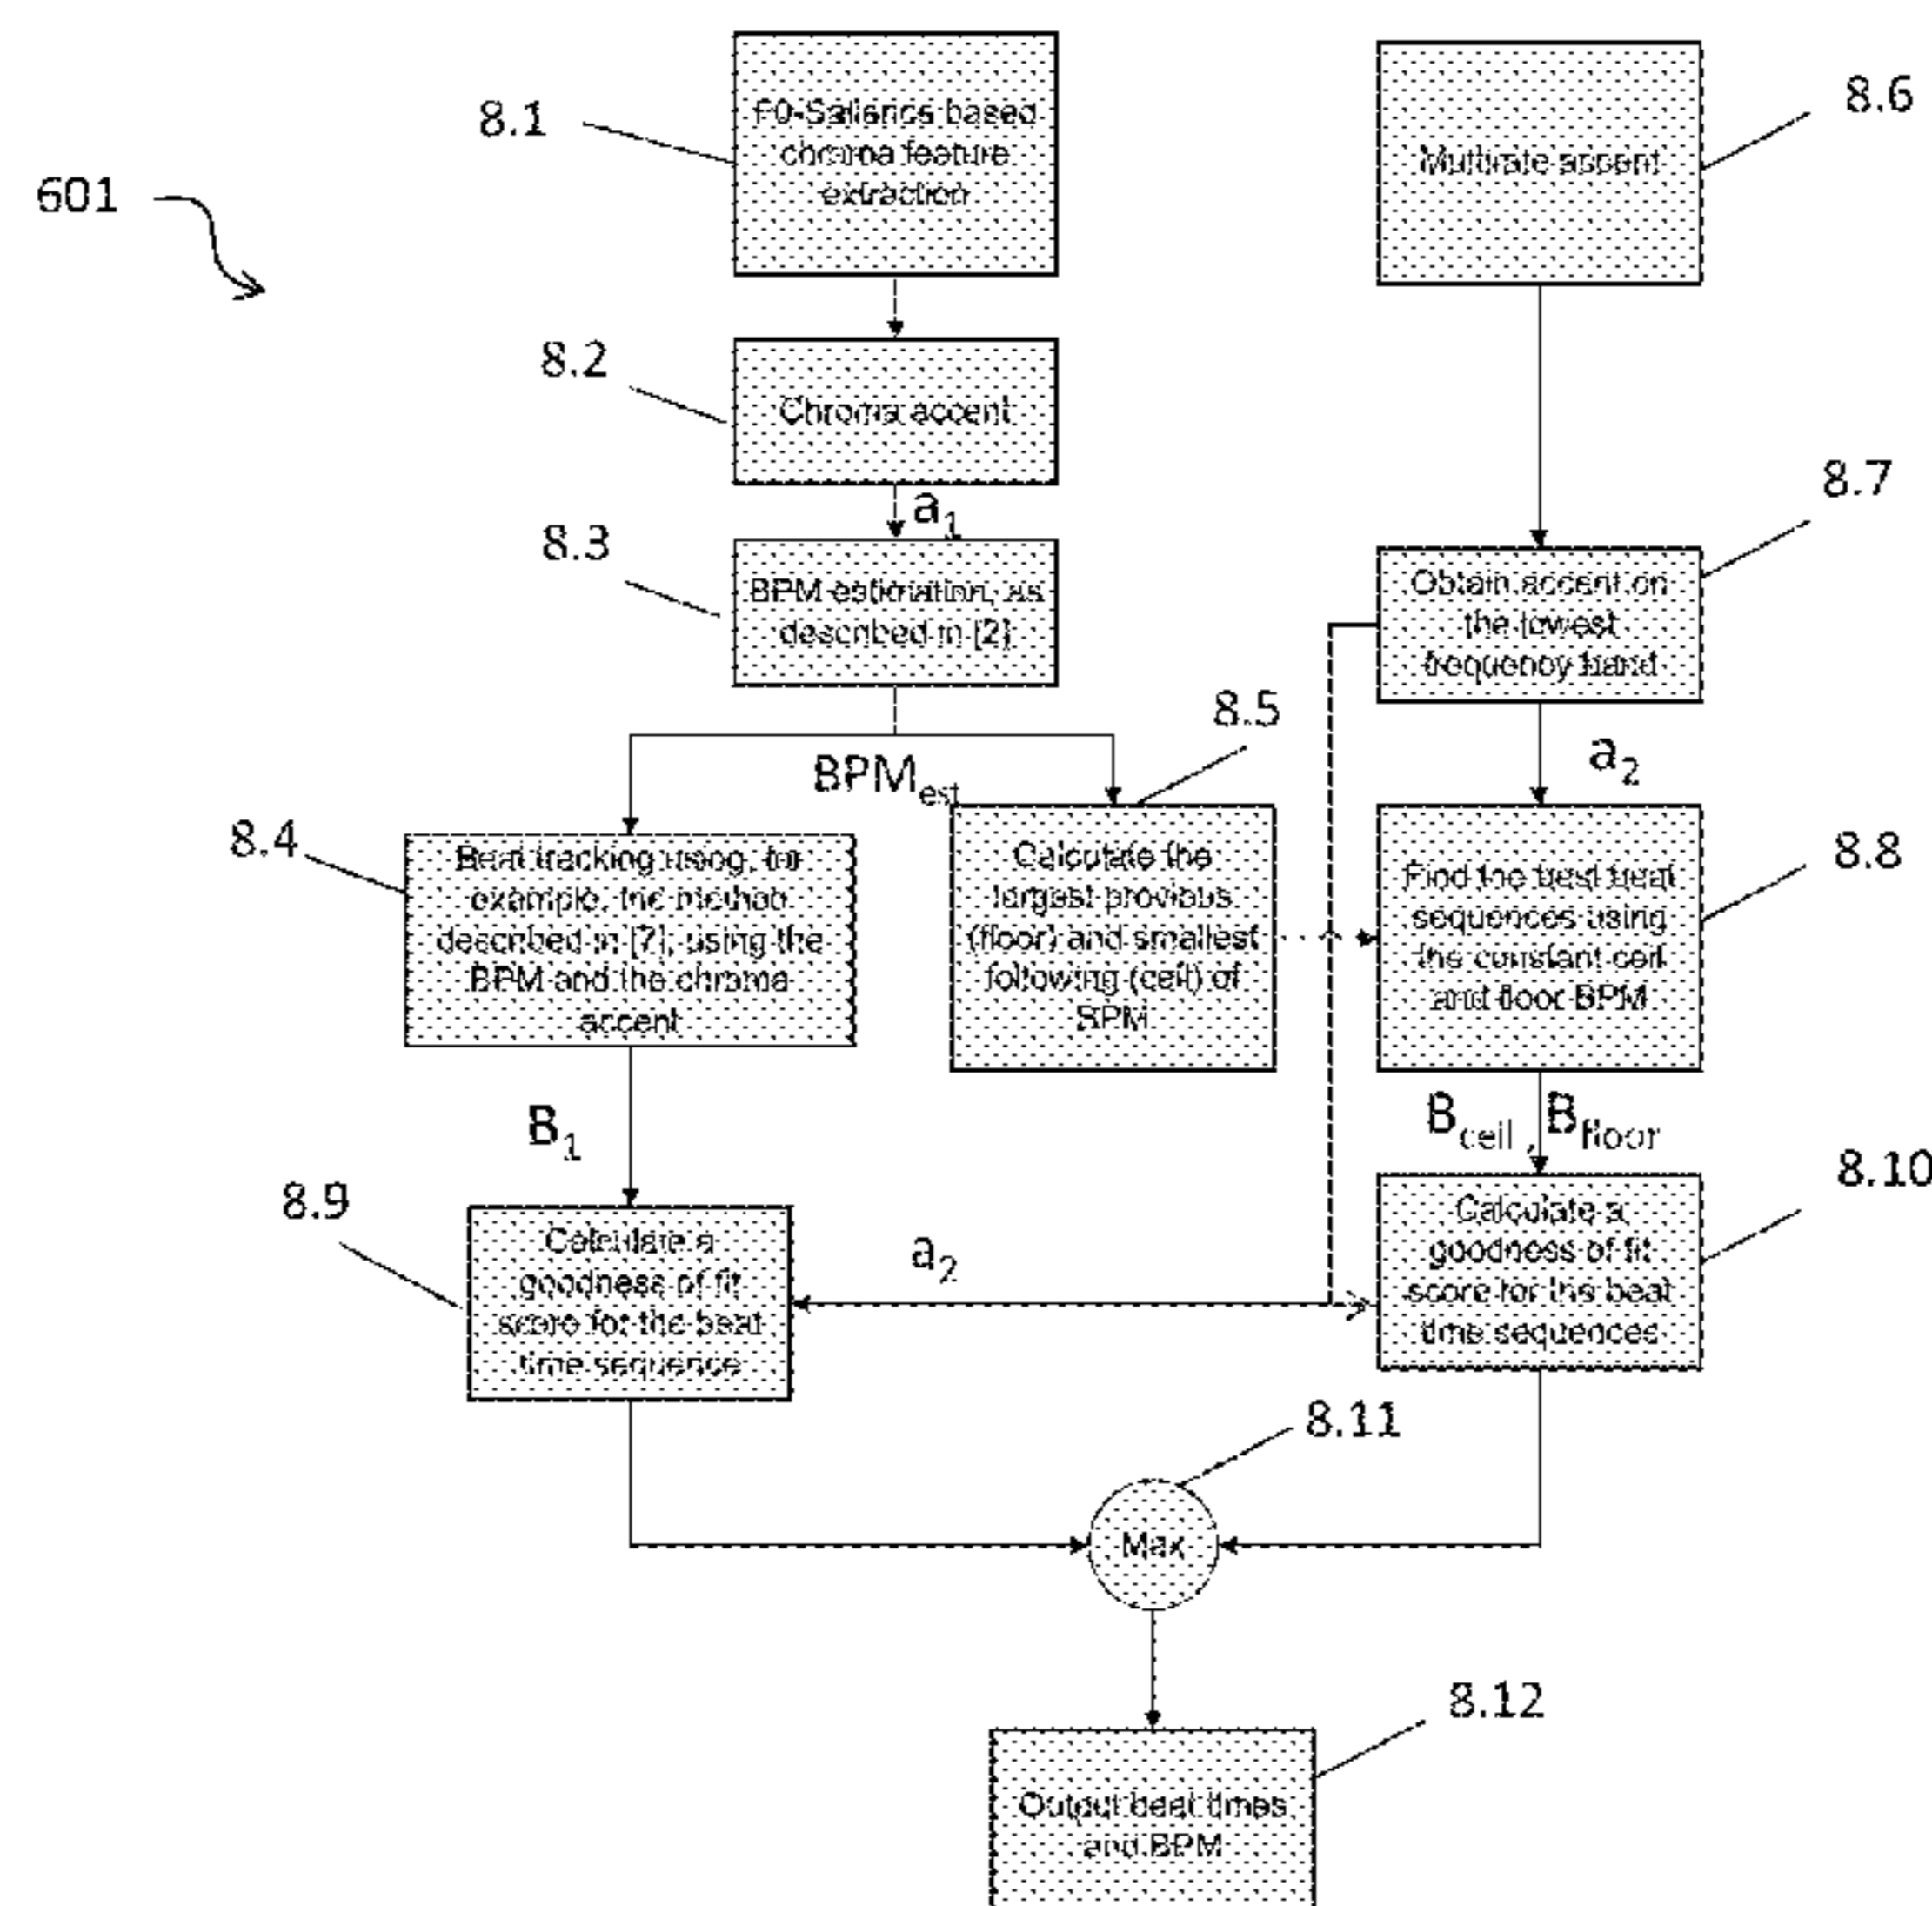 601
8.1
F0-Salience based
chroma feature
extraction
8.6
Multirate accent
8.2
Chroma accent
a1
8.3
BPM estimation, as
described in [2]
8.7
Obtain accent on
the lowest
frequency band
a2
BPMest
8.5
Calculate the
largest previous
(floor) and smallest
following (ceil) of
BPM
8.4
Beat tracking using, for
example, the method
described in [7], using the
BPM and the chroma
accent
8.8
Find the best beat
sequences using
the constant ceil
and floor BPM
B1
Bceil , Bfloor
8.9
Calculate a
goodness of fit
score for the beat
time sequence
a2
8.10
Calculate a
goodness of fit
score for the beat
time sequences
8.11
Max
8.12
Output beat times
and BPM